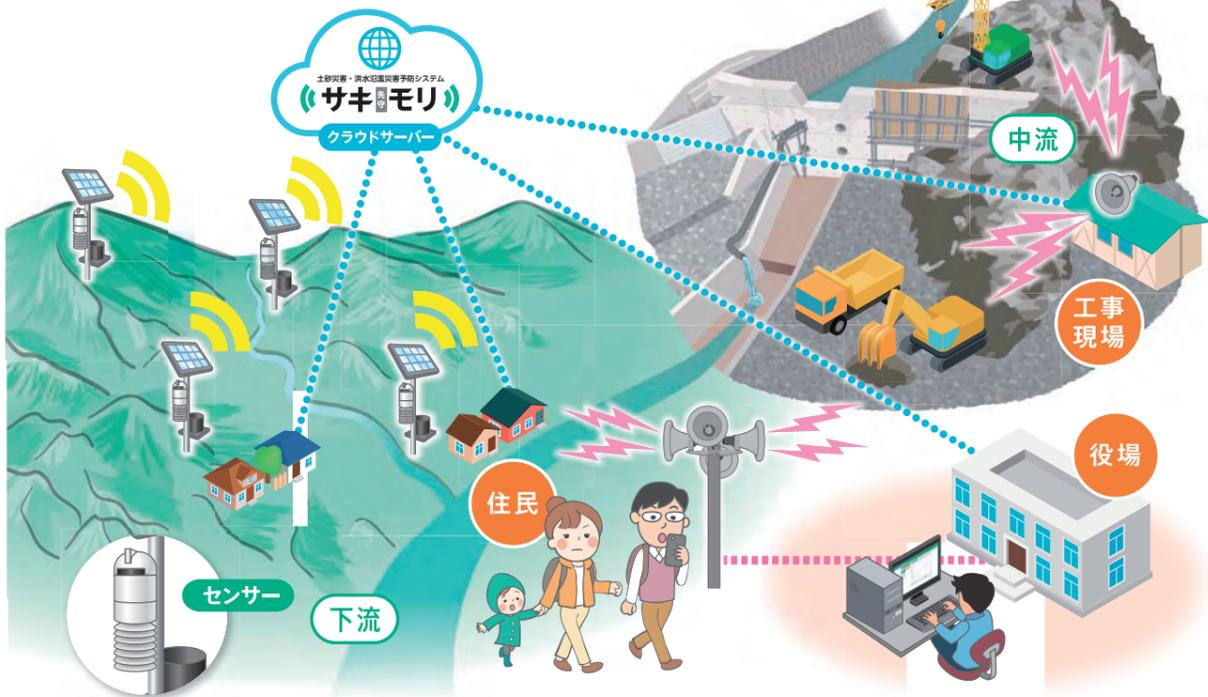 土砂災害・洪水氾濫災害予防システム
サキ先守モリ
クラウドサーバー
中流
工事
現場
役場
住民
センサー
下流